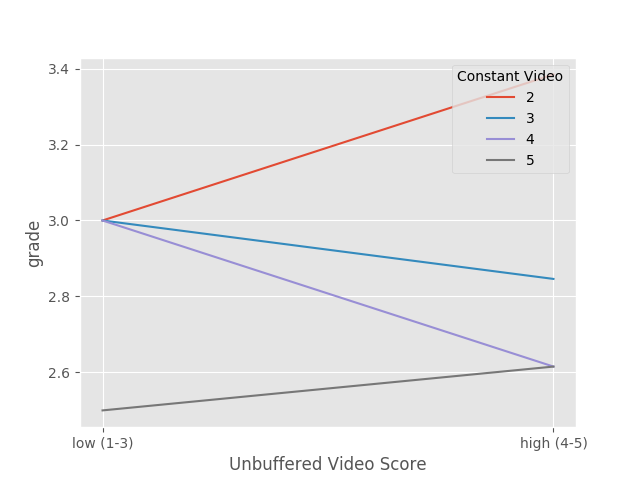 Constant Video
2
3
4
5
3.4
3.2
3.0
2.8
2.6
grade
low (1-3)
high (4-5)
Unbuffered Video Score